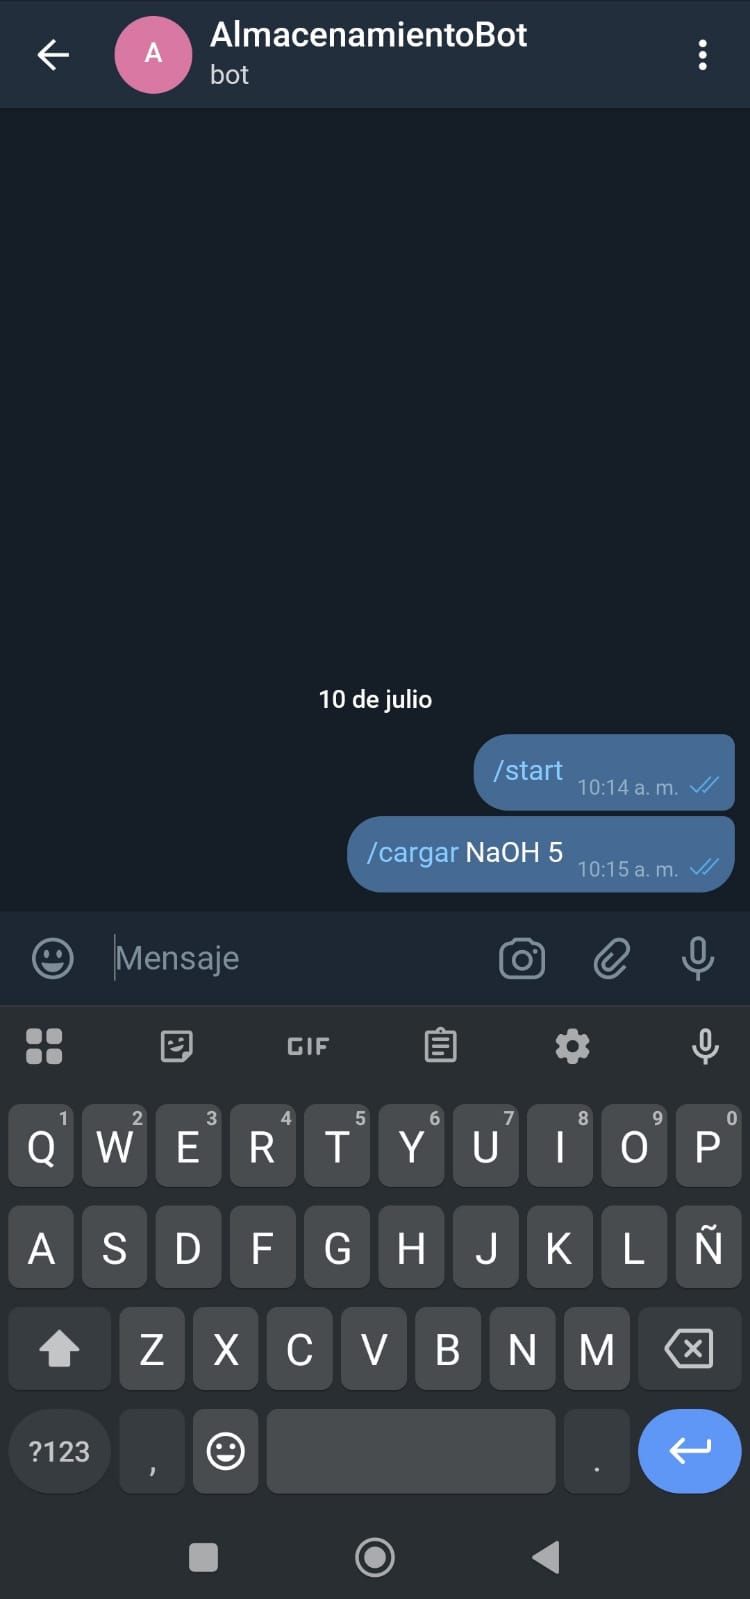 A
AlmacenamientoBot
bot
10 de julio
/start 10:14 a. m.
/cargar NaOH 5 10:15 a. m.
Mensaje
GIF
1 2 3 4 5 6 7 8 9 0
Q W E R T Y U I O P
A S D F G H J K L Ñ
Z X C V B N M
?123 , .